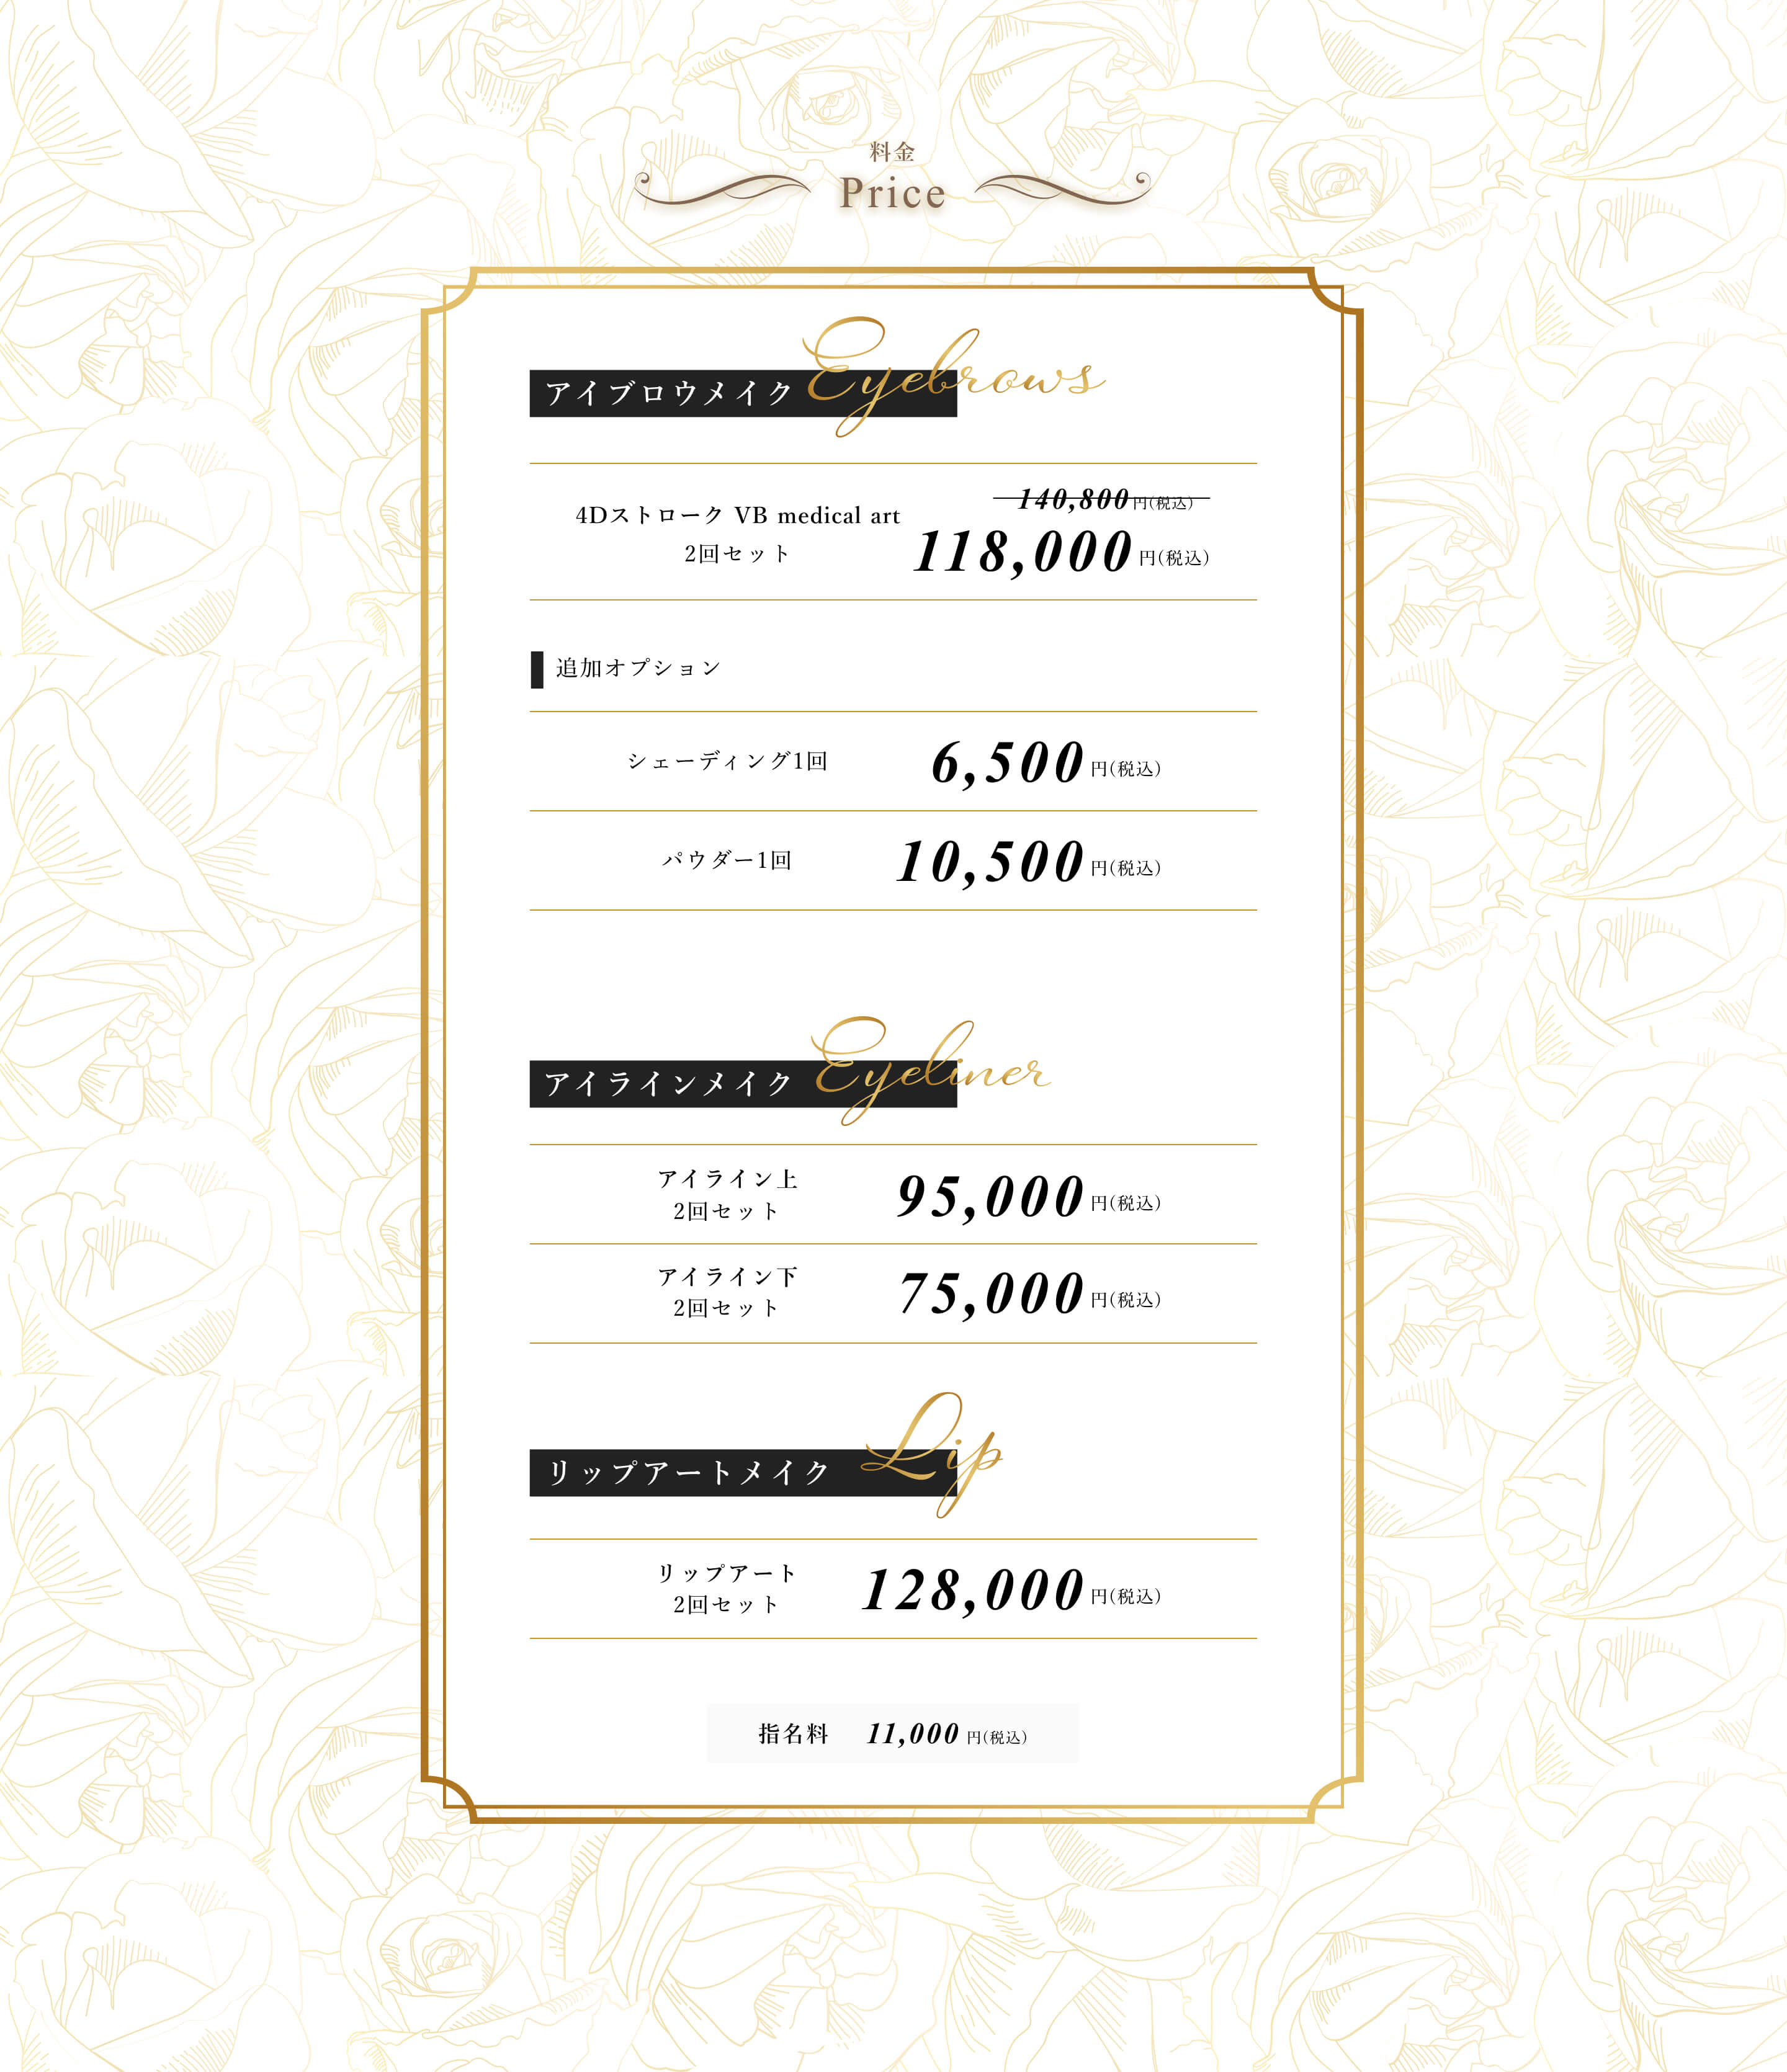 料金
Price
アイブロウメイク Eyebrows
140,800円(税込)
4Dストローク VB medical art
2回セット
118,000円(税込)
追加オプション
シェーディング1回 6,500円(税込)
パウダー1回 10,500円(税込)
アイラインメイク Eyeliner
アイライン上
2回セット
95,000円(税込)
アイライン下
2回セット
75,000円(税込)
リップアートメイク Lip
リップアート
2回セット
128,000円(税込)
指名料 11,000円(税込)